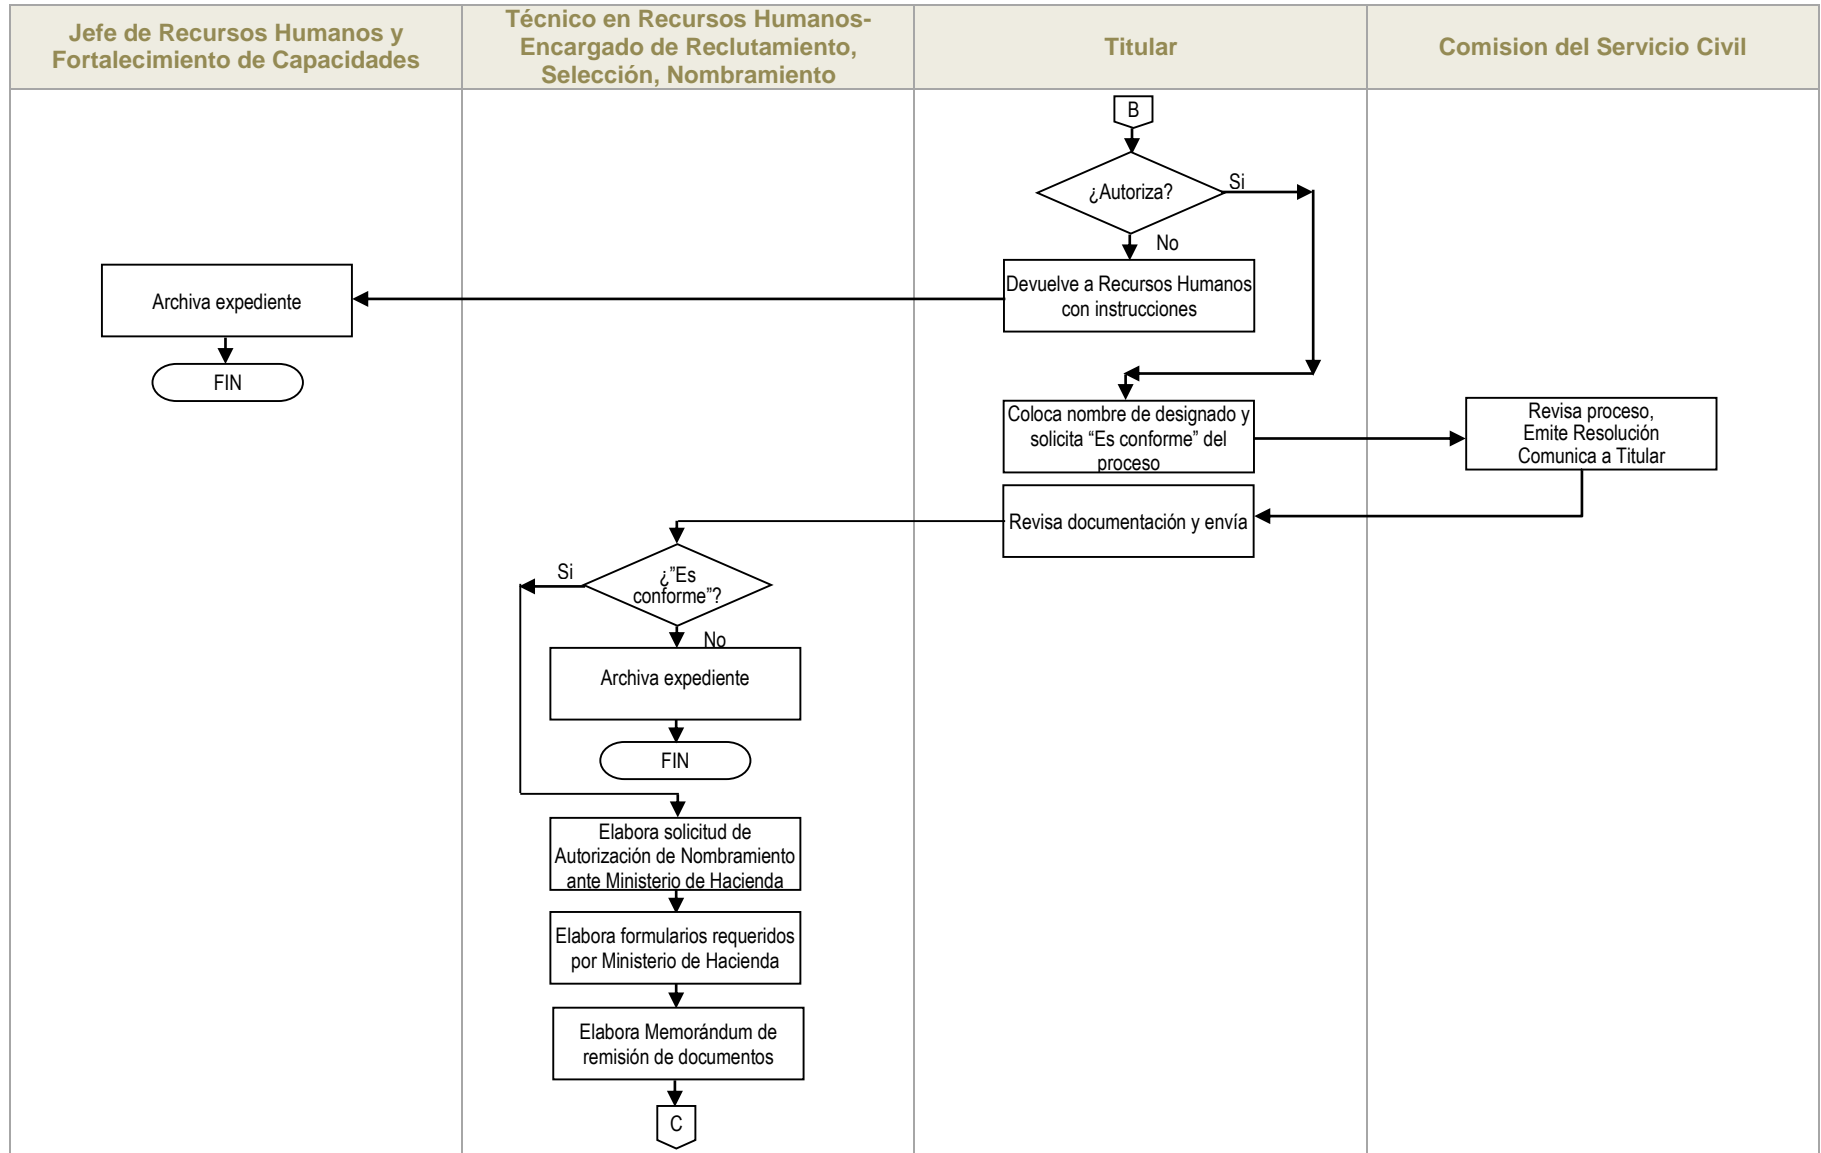 Jefe de Recursos Humanos y
Fortalecimiento de Capacidades
Técnico en Recursos Humanos-
Encargado de Reclutamiento,
Selección, Nombramiento
Titular
Comision del Servicio Civil
B
¿Autoriza?
Si
No
Devuelve a Recursos Humanos
con instrucciones
Archiva expediente
FIN
Coloca nombre de designado y
solicita “Es conforme” del
proceso
Revisa proceso,
Emite Resolución
Comunica a Titular
Revisa documentación y envía
¿”Es
conforme”?
Si
No
Archiva expediente
FIN
Elabora solicitud de
Autorización de Nombramiento
ante Ministerio de Hacienda
Elabora formularios requeridos
por Ministerio de Hacienda
Elabora Memorándum de
remisión de documentos
C